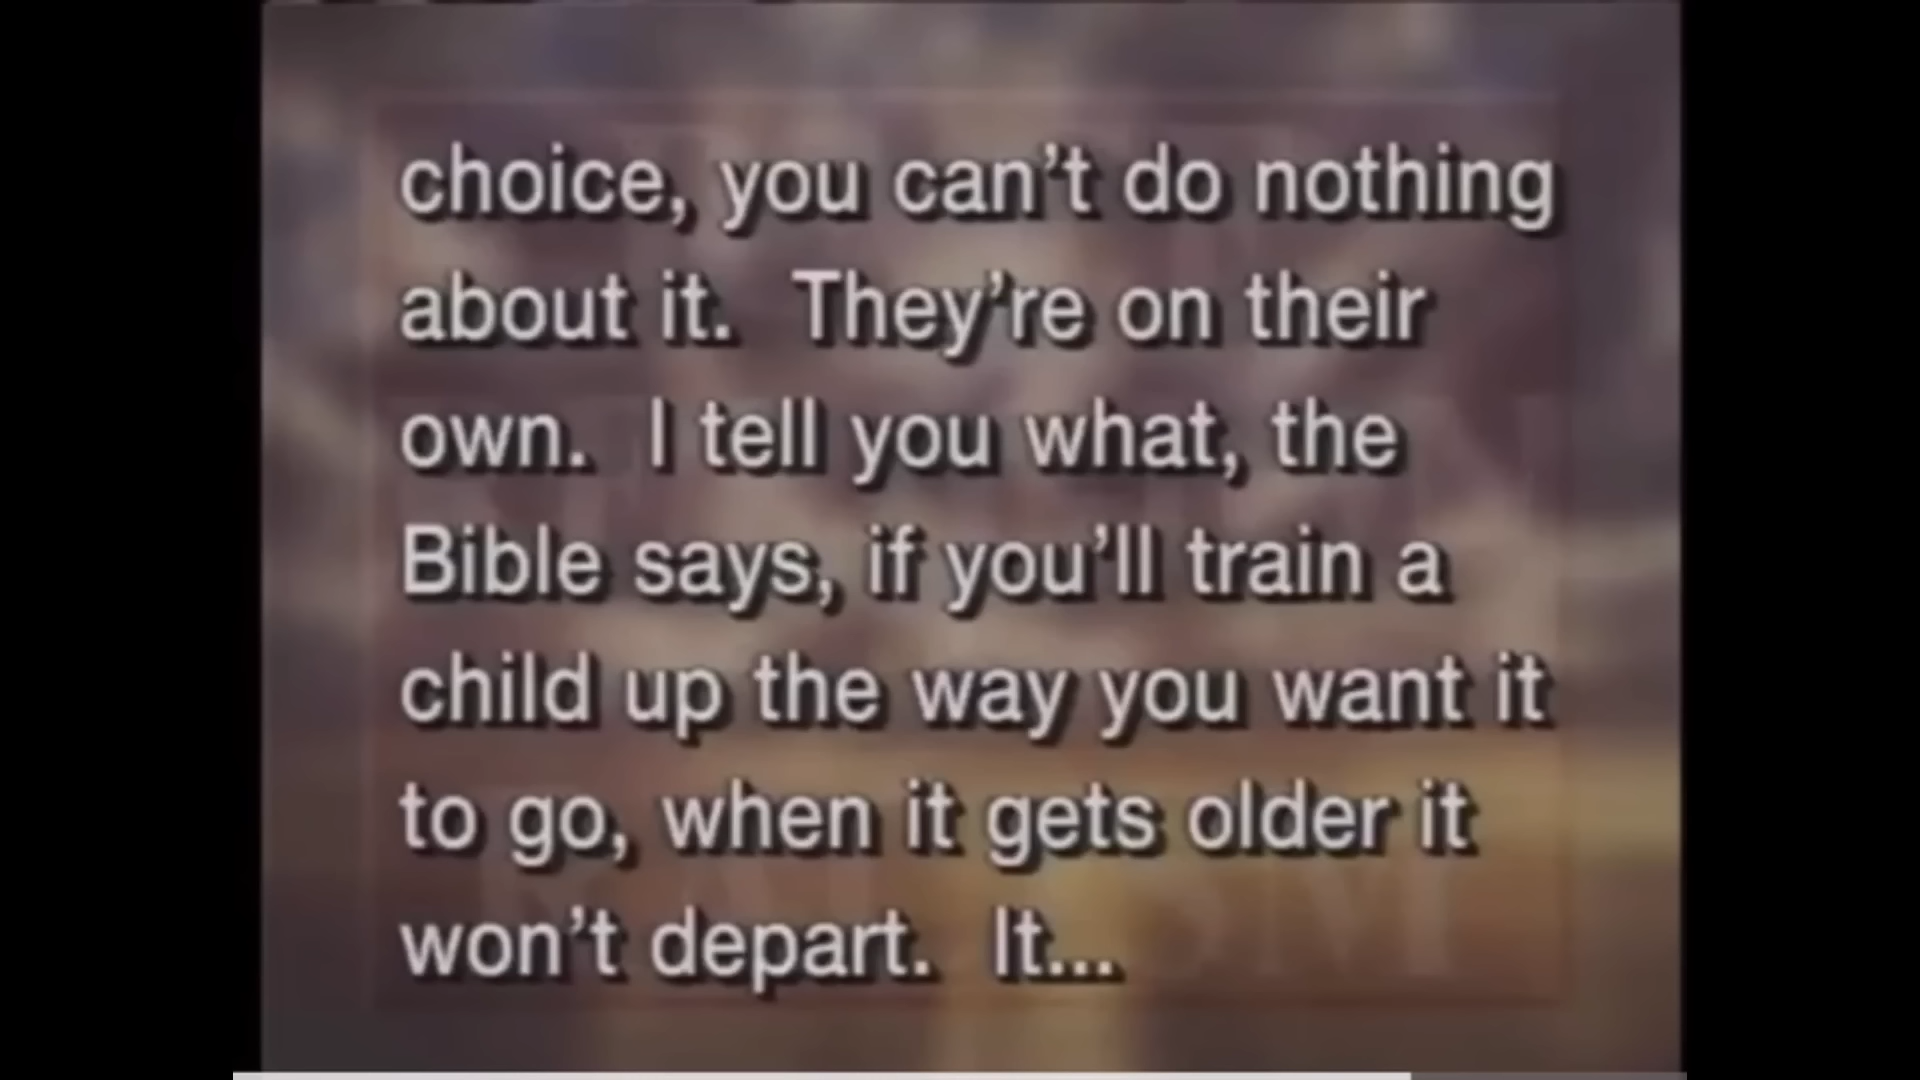 choice, you can't do nothing
about it.  They're on their
own.  I tell you what, the
Bible says, if you'll train a
child up the way you want it
to go, when it gets older it
won't depart.  It...